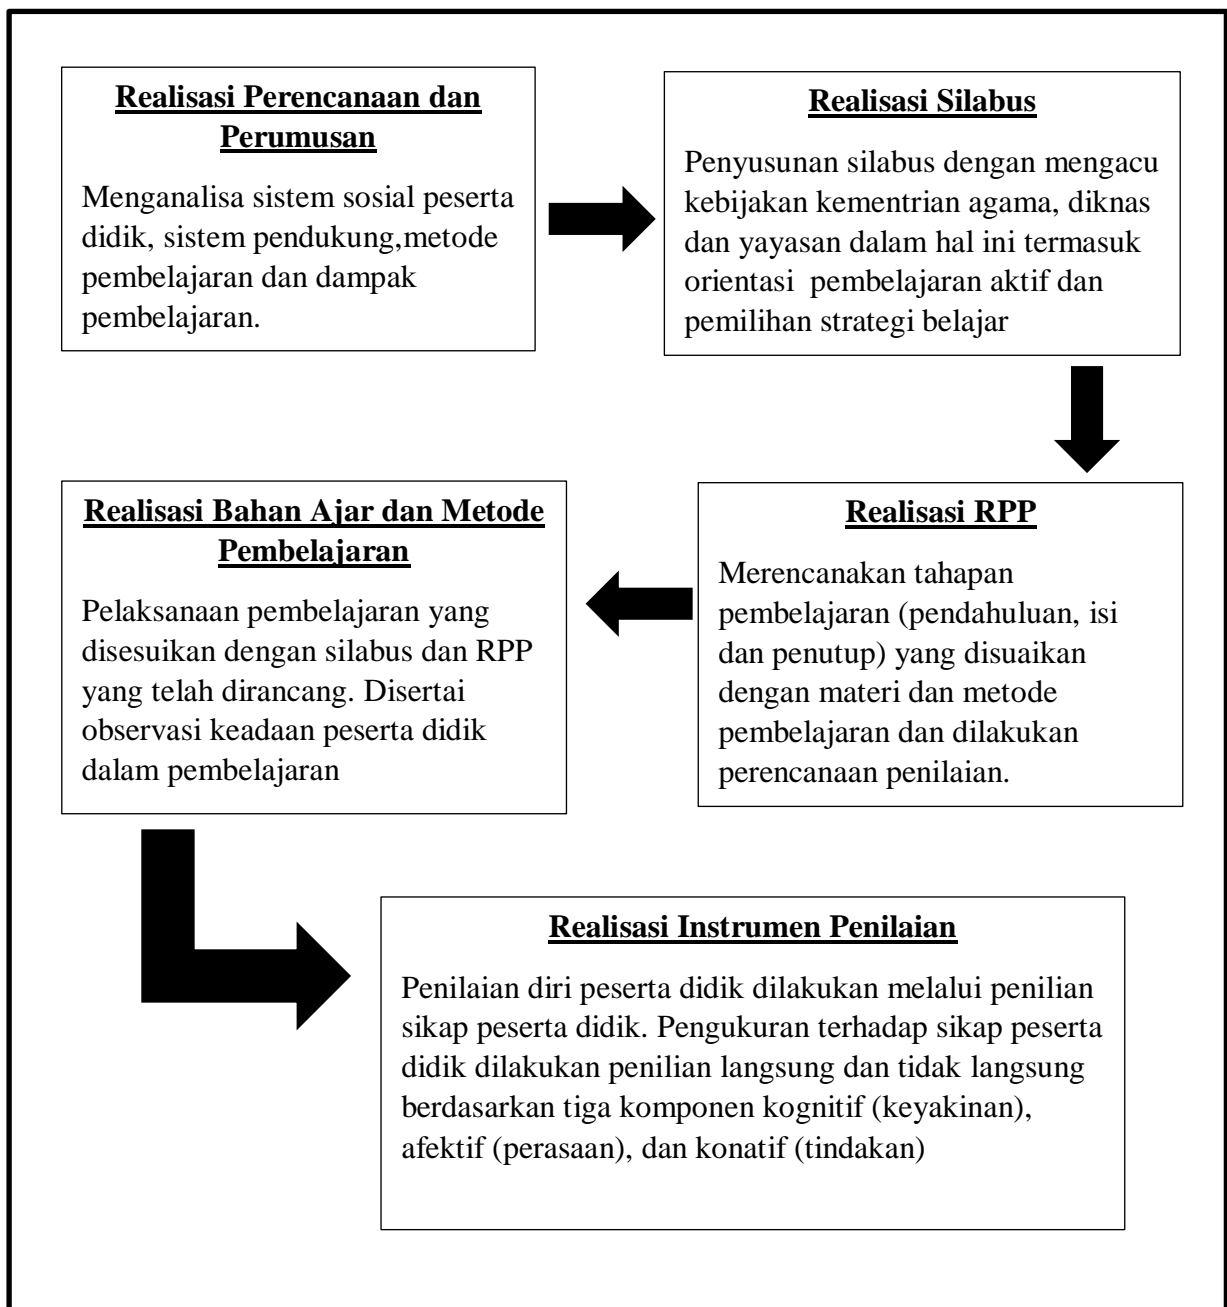 Realisasi Perencanaan dan
Perumusan
Menganalisa sistem sosial peserta
didik, sistem pendukung,metode
pembelajaran dan dampak
pembelajaran.
Realisasi Silabus
Penyusunan silabus dengan mengacu
kebijakan kementrian agama, diknas
dan yayasan dalam hal ini termasuk
orientasi  pembelajaran aktif dan
pemilihan strategi belajar
Realisasi RPP
Merencanakan tahapan
pembelajaran (pendahuluan, isi
dan penutup) yang disuaikan
dengan materi dan metode
pembelajaran dan dilakukan
perencanaan penilaian.
Realisasi Bahan Ajar dan Metode
Pembelajaran
Pelaksanaan pembelajaran yang
disesuikan dengan silabus dan RPP
yang telah dirancang. Disertai
observasi keadaan peserta didik
dalam pembelajaran
Realisasi Instrumen Penilaian
Penilaian diri peserta didik dilakukan melalui penilian
sikap peserta didik. Pengukuran terhadap sikap peserta
didik dilakukan penilian langsung dan tidak langsung
berdasarkan tiga komponen kognitif (keyakinan),
afektif (perasaan), dan konatif (tindakan)